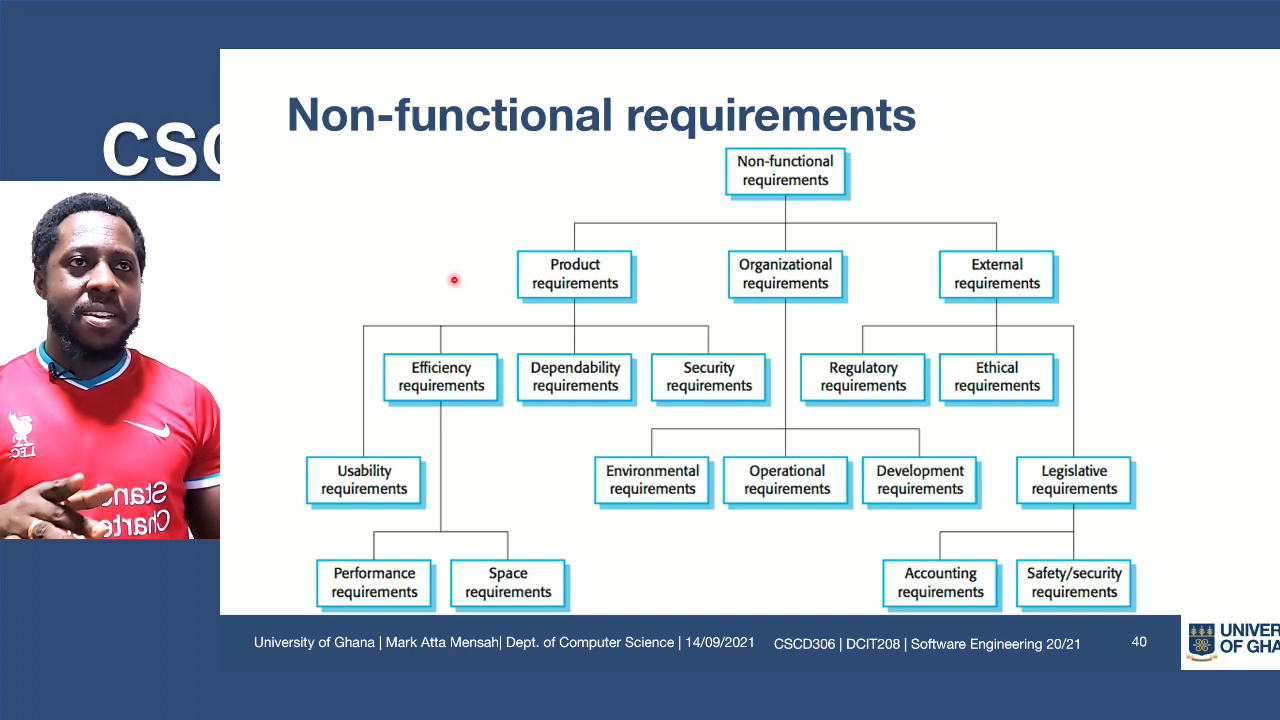 CSC
Non-functional requirements
Non-functional
requirements
Product
requirements
Organizational
requirements
External
requirements
Efficiency
requirements
Dependability
requirements
Security
requirements
Regulatory
requirements
Ethical
requirements
Usability
requirements
Environmental
requirements
Operational
requirements
Development
requirements
Legislative
requirements
Performance
requirements
Space
requirements
Accounting
requirements
Safety/security
requirements
L.F.C.
Stand
Charte
University of Ghana | Mark Atta Mensah| Dept. of Computer Science | 14/09/2021
CSCD306 | DCIT208 | Software Engineering 20/21
40
UNIVER
OF GHA